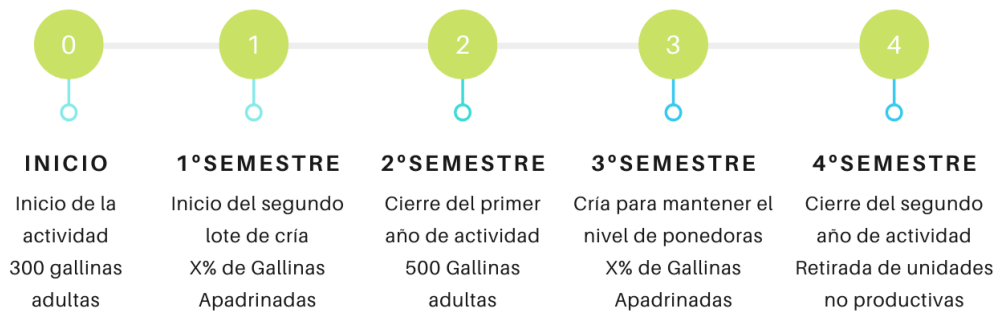 0
1
2
3
4
INICIO
Inicio de la
actividad
300 gallinas
adultas
1ºSEMESTRE
Inicio del segundo
lote de cría
X% de Gallinas
Apadrinadas
2ºSEMESTRE
Cierre del primer
año de actividad
500 Gallinas
adultas
3ºSEMESTRE
Cría para mantener el
nivel de ponedoras
X% de Gallinas
Apadrinadas
4ºSEMESTRE
Cierre del segundo
año de actividad
Retirada de unidades
no productivas